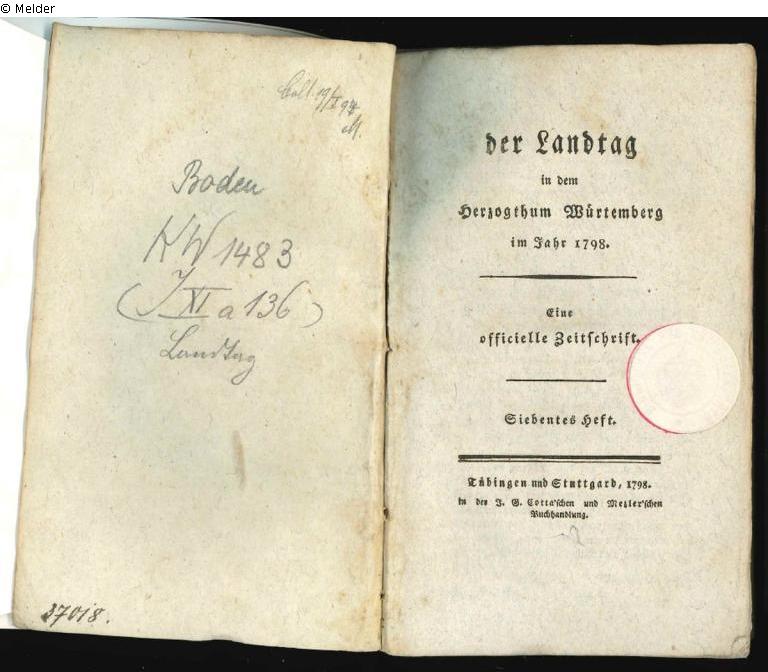 © Melder
Boden
KW 1483
(J XI a 136)
Landtag
37018.
der Landtag
in dem
Herzogthum Würtemberg
im Jahr 1798.
Eine
officielle Zeitschrift.
Siebentes Heft.
Tübingen und Stuttgard, 1798.
in der J. G. Cotta'schen und Mezler'schen
Buchhandlung.